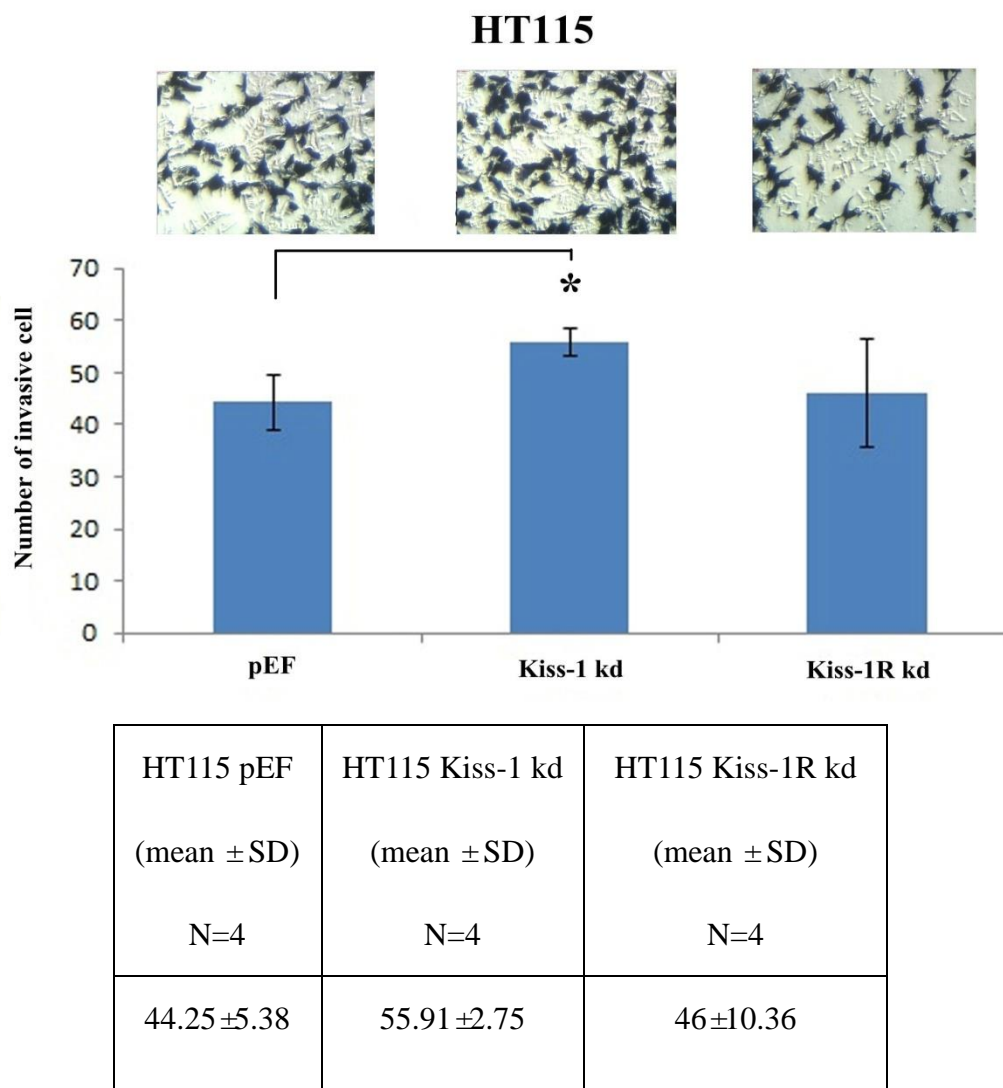 HT115
70
60
50
40
30
20
10
0
Number of invasive cell
*
pEF Kiss-1 kd Kiss-1R kd
HT115 pEF HT115 Kiss-1 kd HT115 Kiss-1R kd
(mean ±SD) (mean ±SD) (mean ±SD)
N=4 N=4 N=4
44.25±5.38 55.91±2.75 46±10.36